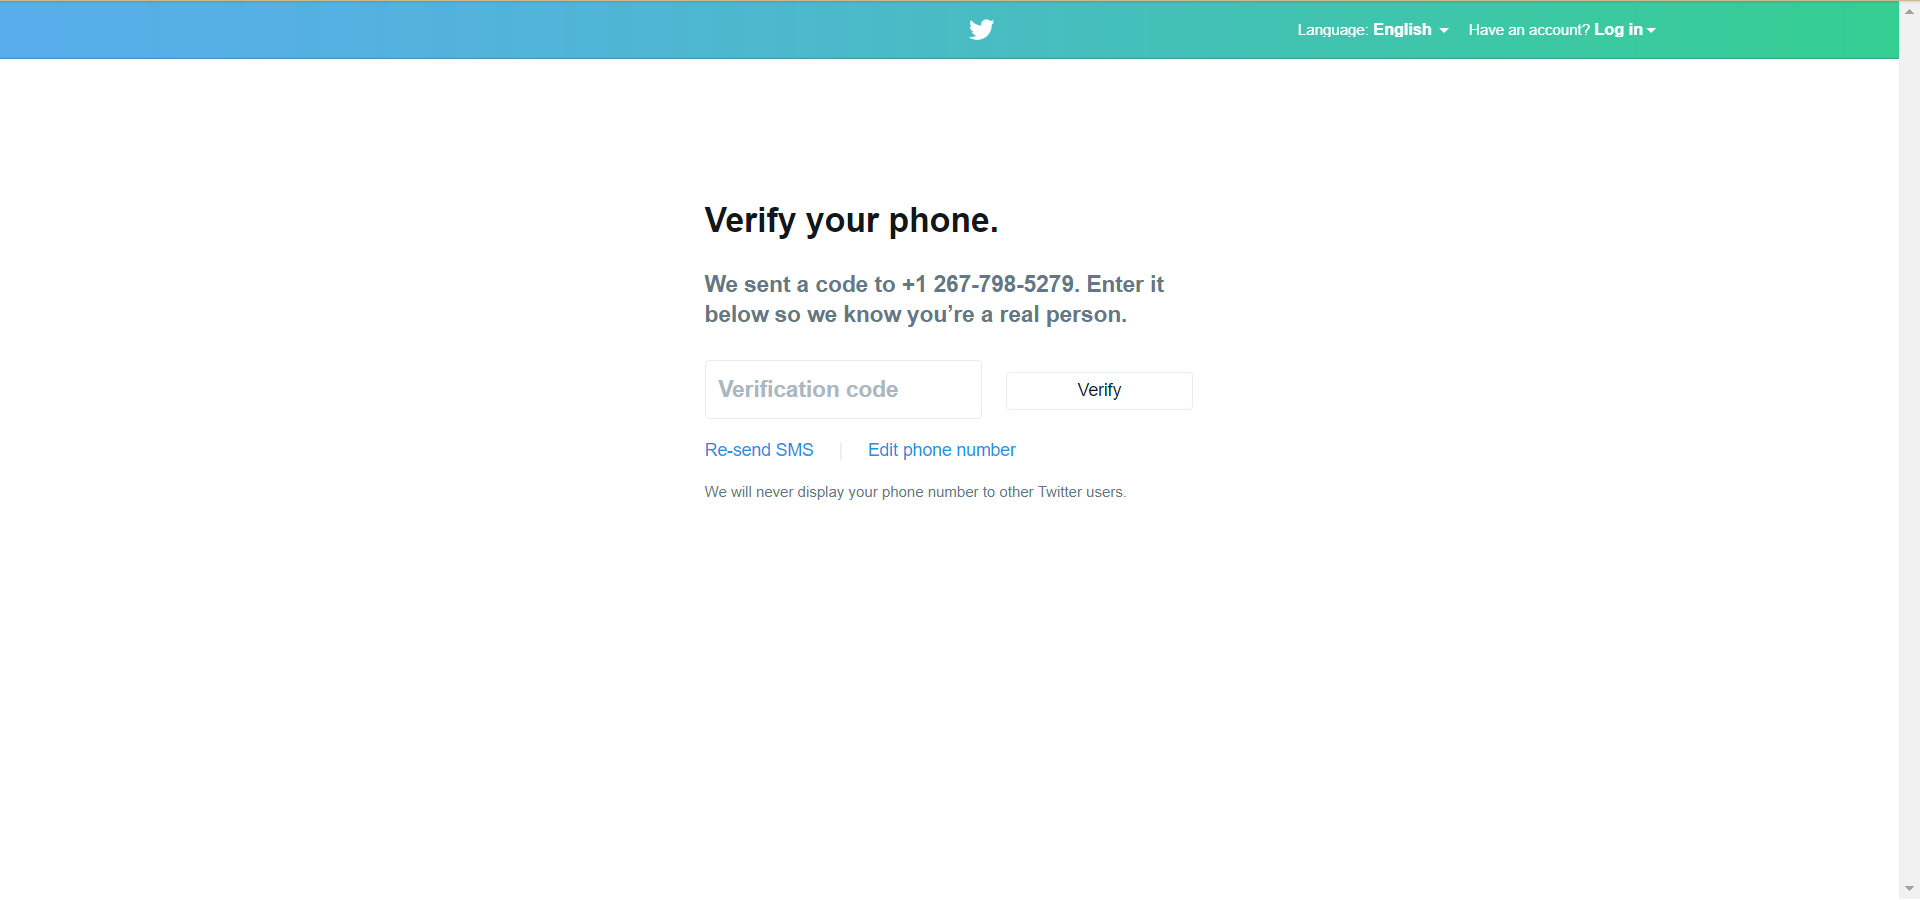 Language: English Have an account? Log in
Verify your phone.
We sent a code to +1 267-798-5279. Enter it
below so we know you’re a real person.
Verification code Verify
Re-send SMS | Edit phone number
We will never display your phone number to other Twitter users.